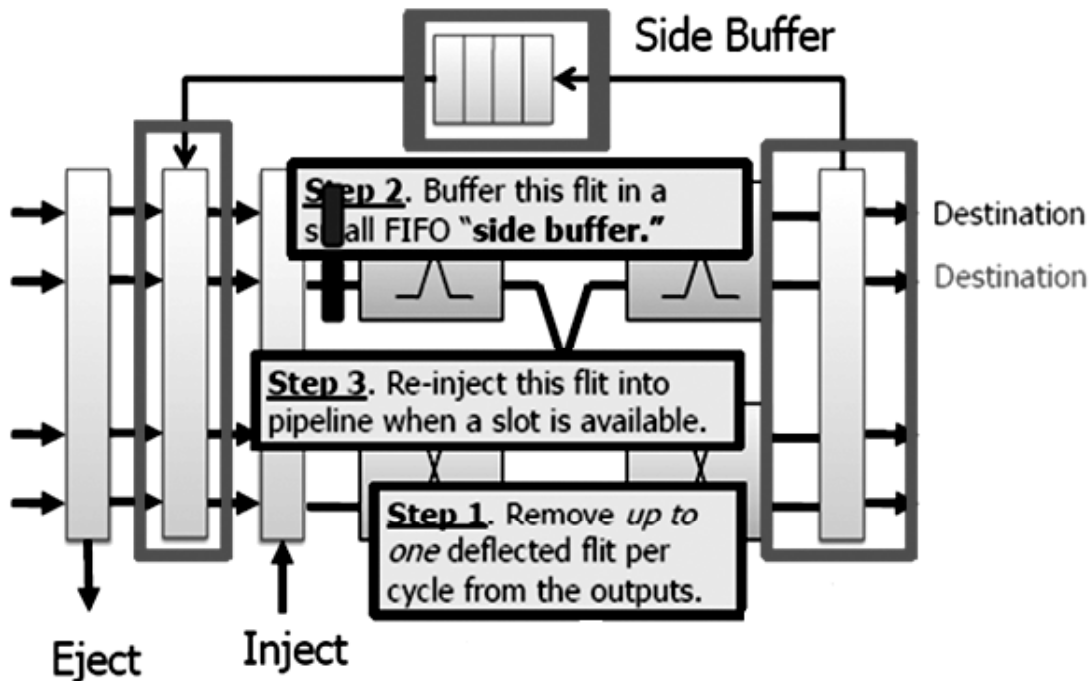 Side Buffer
Step 2. Buffer this flit in a
small FIFO "side buffer."
Destination
Destination
Step 3. Re-inject this flit into
pipeline when a slot is available.
Step 1. Remove up to
one deflected flit per
cycle from the outputs.
Eject
Inject